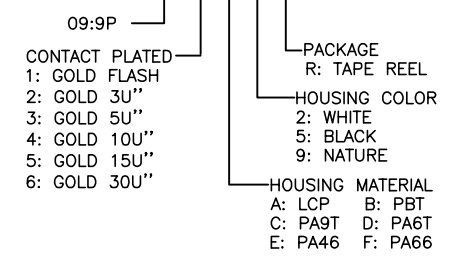 09:9P
CONTACT PLATED
1: GOLD FLASH
2: GOLD 3U''
3: GOLD 5U''
4: GOLD 10U''
5: GOLD 15U''
6: GOLD 30U''
PACKAGE
R: TAPE REEL
HOUSING COLOR
2: WHITE
5: BLACK
9: NATURE
HOUSING MATERIAL
A: LCP B: PBT
C: PA9T D: PA6T
E: PA46 F: PA66